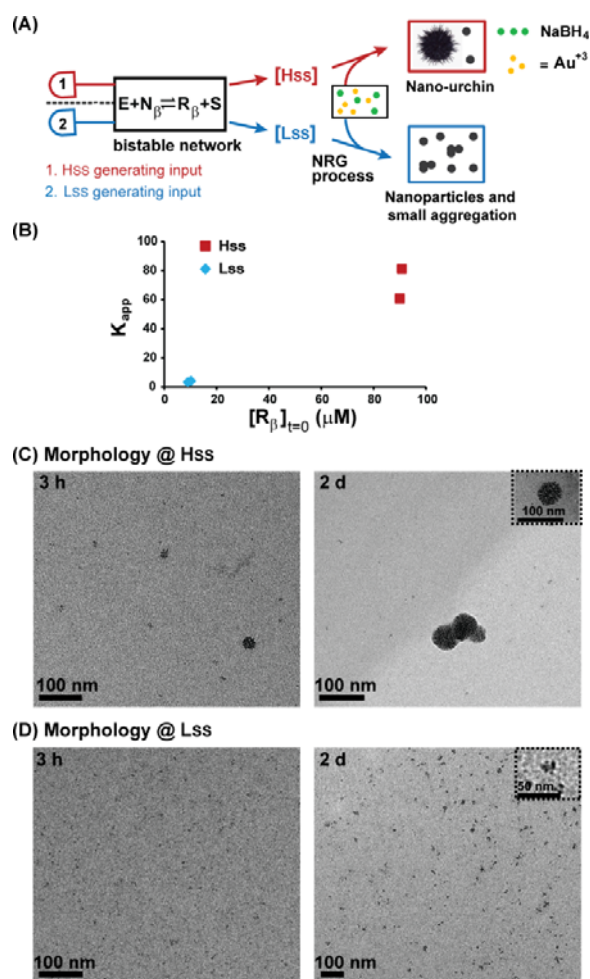 (A)
1
2
E+Nβ⇌Rβ+S
bistable network
1. Hss generating input
2. Lss generating input
[Hss]
[Lss]
NRG
process
Nano-urchin
NaBH4
= Au+3
Nanoparticles and
small aggregation
(B)
Hss
Lss
100
80
60
40
20
0
Kapp
0 20 40 60 80 100
[Rβ]t=0 (μM)
(C) Morphology @ Hss
3 h
100 nm
2 d
100 nm
100 nm
(D) Morphology @ Lss
3 h
100 nm
2 d
50 nm
100 nm